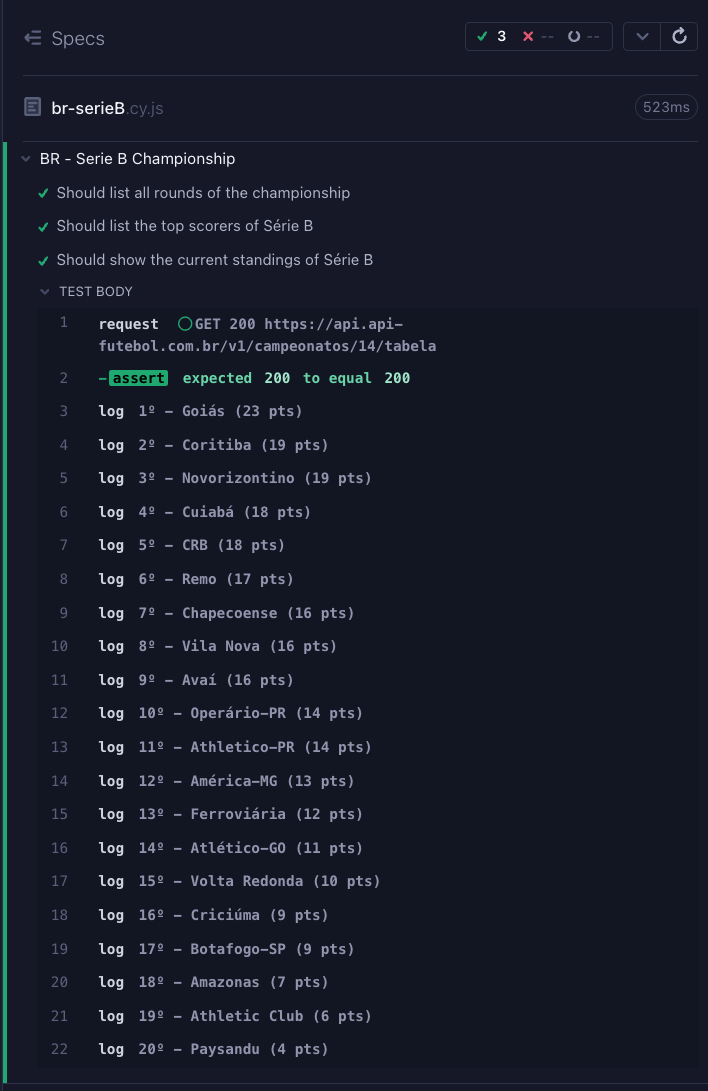 Specs
3 -- --
br-serieB.cy.js
523ms
BR - Serie B Championship
Should list all rounds of the championship
Should list the top scorers of Série B
Should show the current standings of Série B
TEST BODY
1 request GET 200 https://api.api-
futebol.com.br/v1/campeonatos/14/tabela
2 -assert expected 200 to equal 200
3 log 1º - Goiás (23 pts)
4 log 2º - Coritiba (19 pts)
5 log 3º - Novorizontino (19 pts)
6 log 4º - Cuiabá (18 pts)
7 log 5º - CRB (18 pts)
8 log 6º - Remo (17 pts)
9 log 7º - Chapecoense (16 pts)
10 log 8º - Vila Nova (16 pts)
11 log 9º - Avaí (16 pts)
12 log 10º - Operário-PR (14 pts)
13 log 11º - Athletico-PR (14 pts)
14 log 12º - América-MG (13 pts)
15 log 13º - Ferroviária (12 pts)
16 log 14º - Atlético-GO (11 pts)
17 log 15º - Volta Redonda (10 pts)
18 log 16º - Criciúma (9 pts)
19 log 17º - Botafogo-SP (9 pts)
20 log 18º - Amazonas (7 pts)
21 log 19º - Athletic Club (6 pts)
22 log 20º - Paysandu (4 pts)